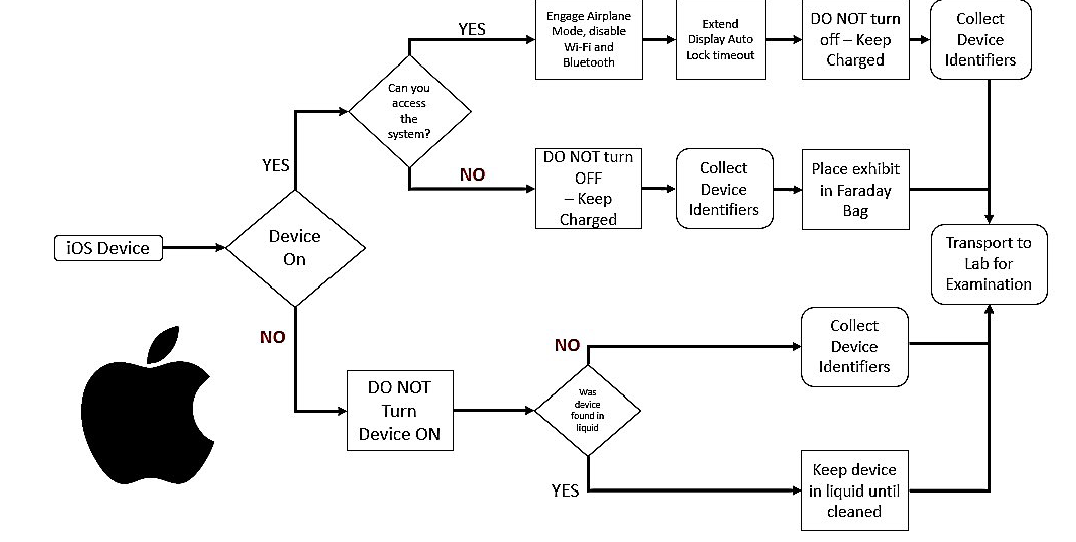 YES
Engage Airplane
Mode, disable
Wi-Fi and
Bluetooth
Extend
Display Auto
Lock timeout
DO NOT turn
off – Keep
Charged
Collect
Device
Identifiers
Can you
access
the
system?
YES
NO
DO NOT turn
OFF
– Keep
Charged
Collect
Device
Identifiers
Place exhibit
in Faraday
Bag
iOS Device
Device
On
Transport to
Lab for
Examination
NO
DO NOT
Turn
Device ON
NO
Was
device
found in
liquid
Collect
Device
Identifiers
YES
Keep device
in liquid until
cleaned